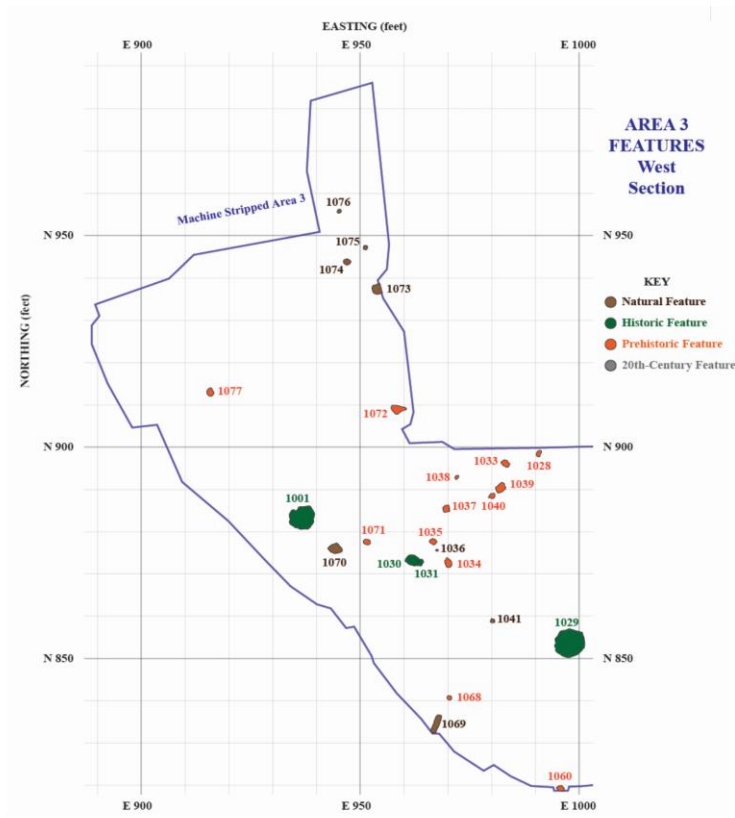 EASTING (feet)
E 900 E 950 E 1000
AREA 3
FEATURES
West
Section
Machine Stripped Area 3
1076
N 950 N 950
1075
1074
1073
KEY
Natural Feature
Historic Feature
Prehistoric Feature
20th-Century Feature
NORTHING (feet)
1077
1072
N 900 N 900
1033
1028
1038
1039
1040
1001
1037
1071
1035
1036
1070
1030
1031
1034
1041
1029
N 850 N 850
1068
1069
1060
E 900 E 950 E 1000